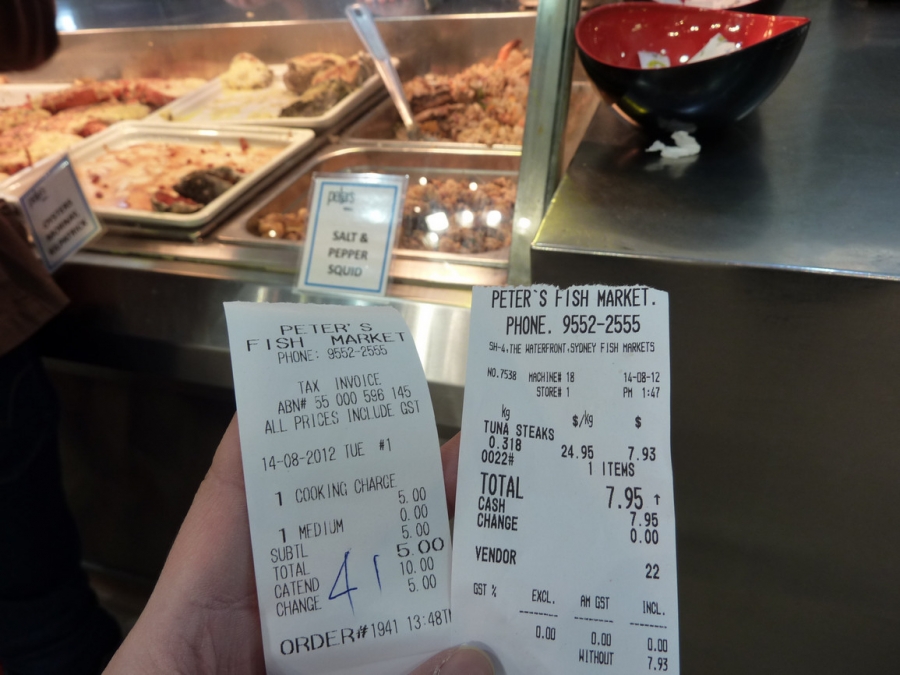 peter's
OYSTERS
MORNAY
peter's
SALT &
PEPPER
SQUID
PETER'S
FISH MARKET
PHONE: 9552-2555
TAX INVOICE
ABN# 55 000 596 145
ALL PRICES INCLUDE GST
14-08-2012 TUE #1
1 COOKING CHARGE
5.00
0.00
1 MEDIUM 5.00
SUBTL 5.00
TOTAL 10.00
CATEND 5.00
CHANGE
41
ORDER#1941 13:48TM
PETER`S FISH MARKET.
PHONE. 9552-2555
SH-4,THE WATERFRONT,SYDNEY FISH MARKETS
NO.7538 MACHINE# 18 14-08-12
STORE# 1 PM 1:47
kg $/kg $
TUNA STEAKS
0.318 24.95 7.93
0022# 1 ITEMS
TOTAL 7.95 ↑
CASH 7.95
CHANGE 0.00
VENDOR 22
GST % EXCL. AM GST INCL.
0.00 0.00 0.00
WITHOUT 7.93